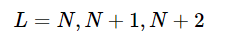 L = N, N + 1, N + 2